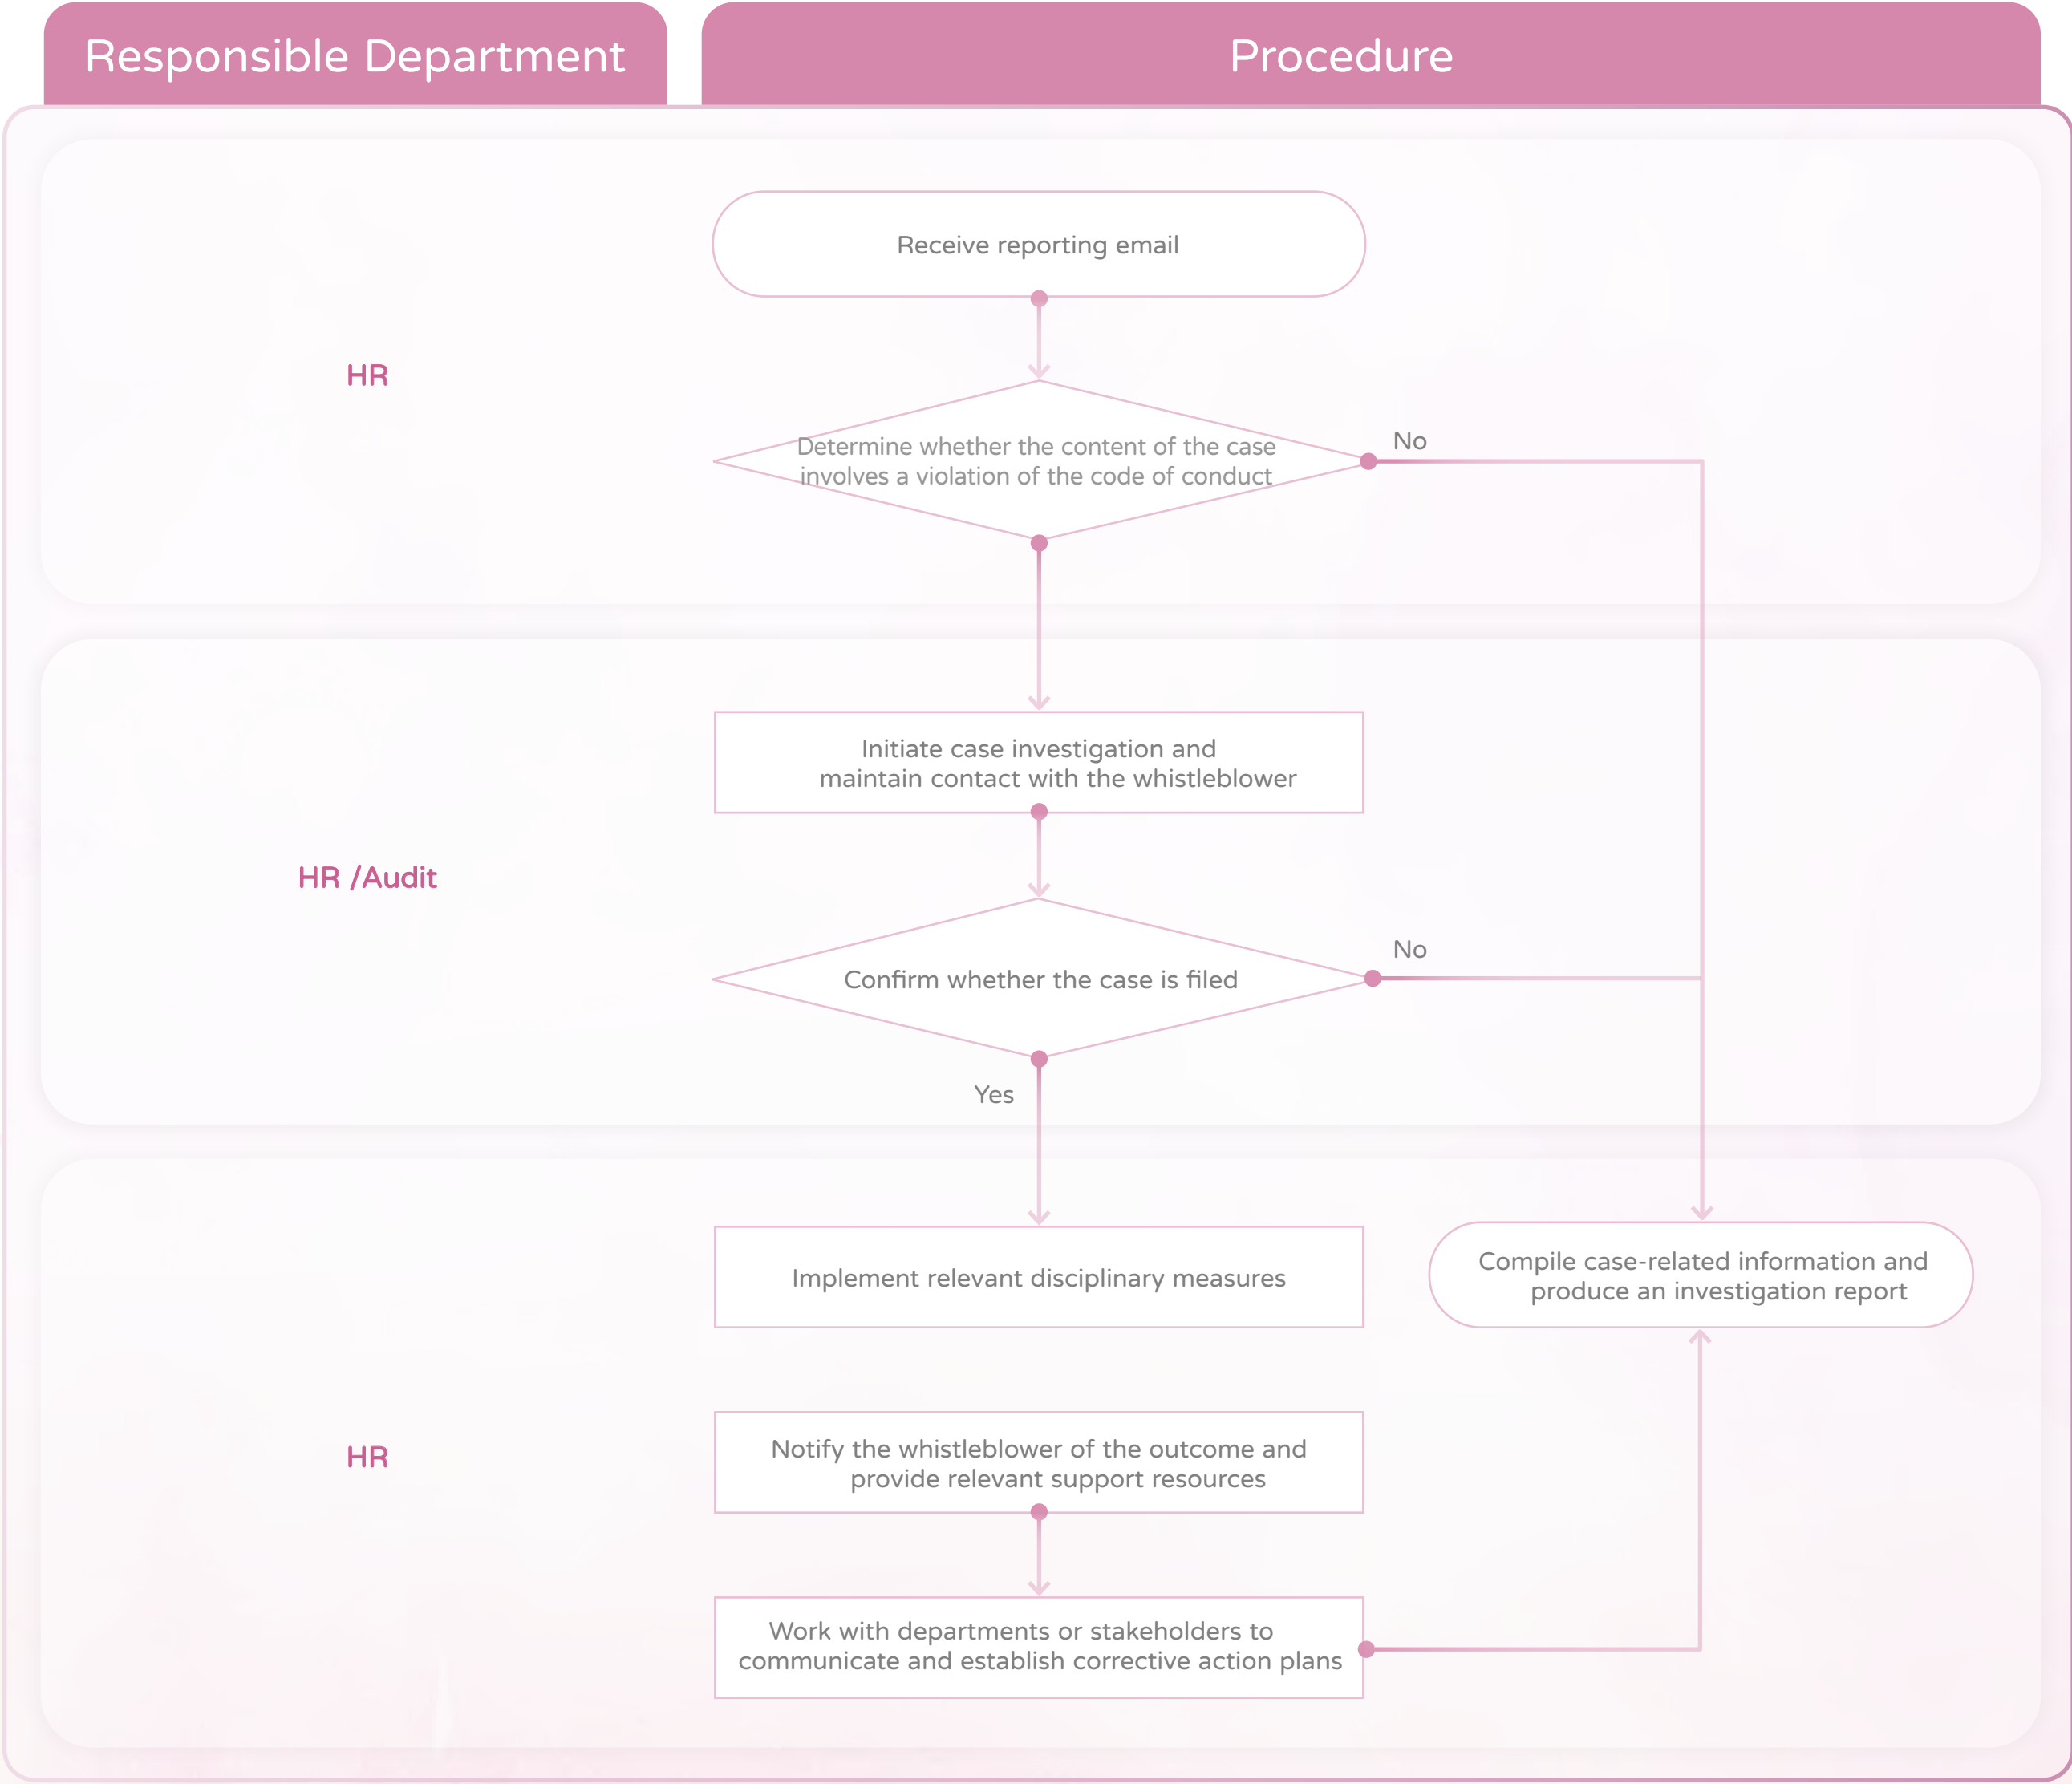 Responsible Department
Procedure
Receive reporting email
HR
Determine whether the content of the case
involves a violation of the code of conduct
No
Initiate case investigation and
maintain contact with the whistleblower
HR /Audit
Confirm whether the case is filed
No
Yes
Implement relevant disciplinary measures
Compile case-related information and
produce an investigation report
HR
Notify the whistleblower of the outcome and
provide relevant support resources
Work with departments or stakeholders to
communicate and establish corrective action plans